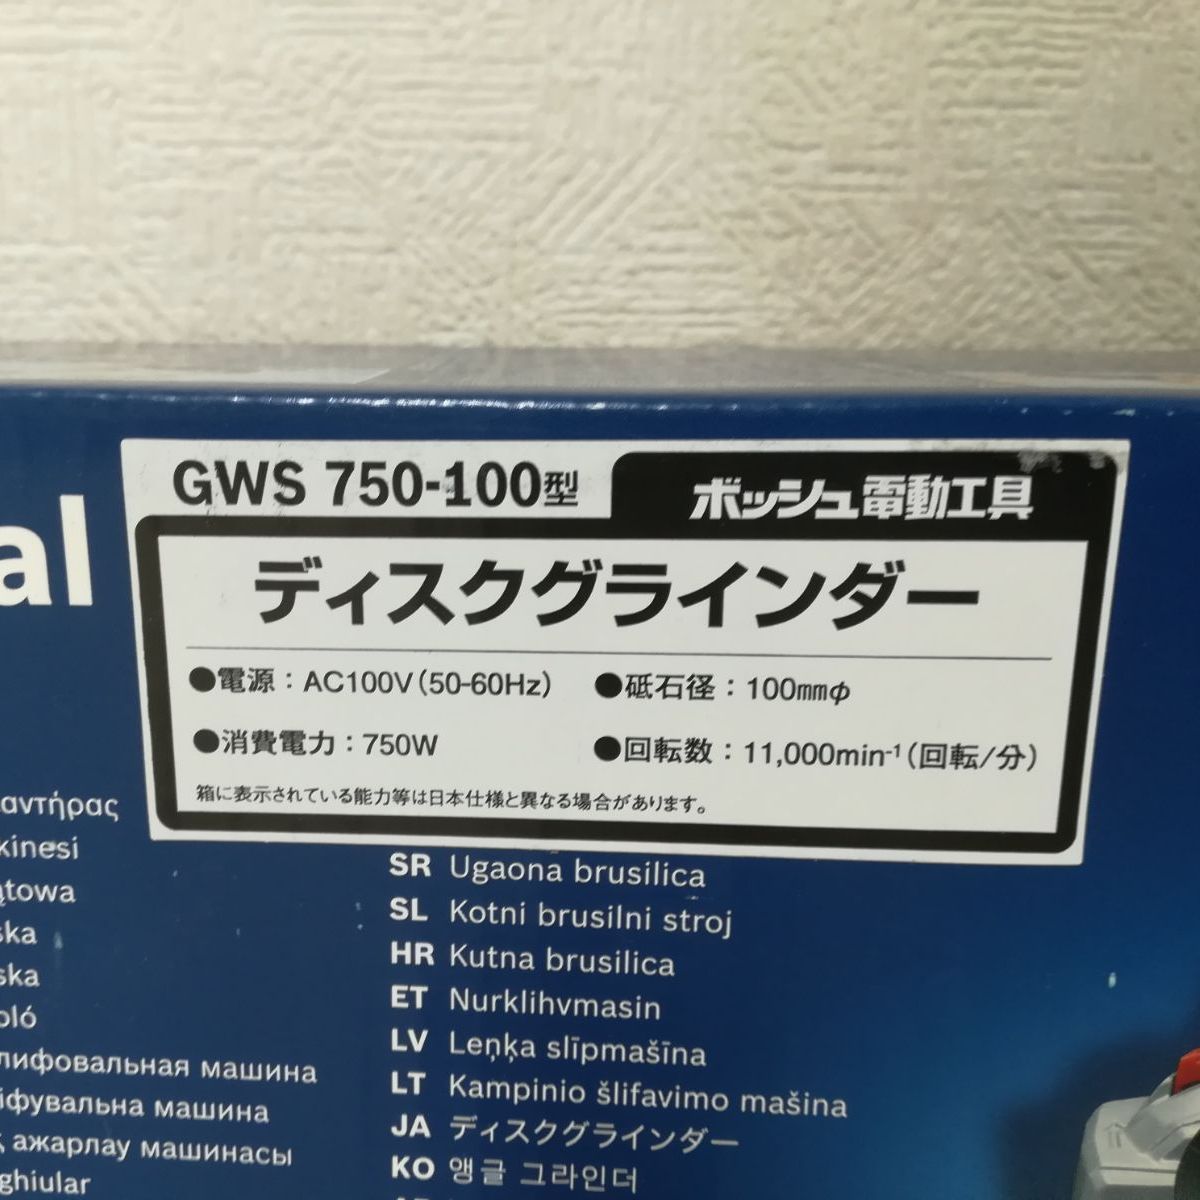 GWS 750-100型
ボッシュ電動工具
al
ディスクグラインダー
●電源：AC100V（50-60Hz）
●砥石径：100㎜φ
●消費電力：750W
●回転数：11,000min⁻¹（回転/分）
箱に表示されている能力等は日本仕様と異なる場合があります。
αντήρας
kinesi
ątowa
ska
ska
oló
лифовальная машина
іфувальна машина
қ ажарлау машинасы
ghiular
SR Ugaona brusilica
SL Kotni brusilni stroj
HR Kutna brusilica
ET Nurklihvmasin
LV Leņķa slīpmašīna
LT Kampinio šlifavimo mašina
JA ディスクグラインダー
KO 앵글 그라인더